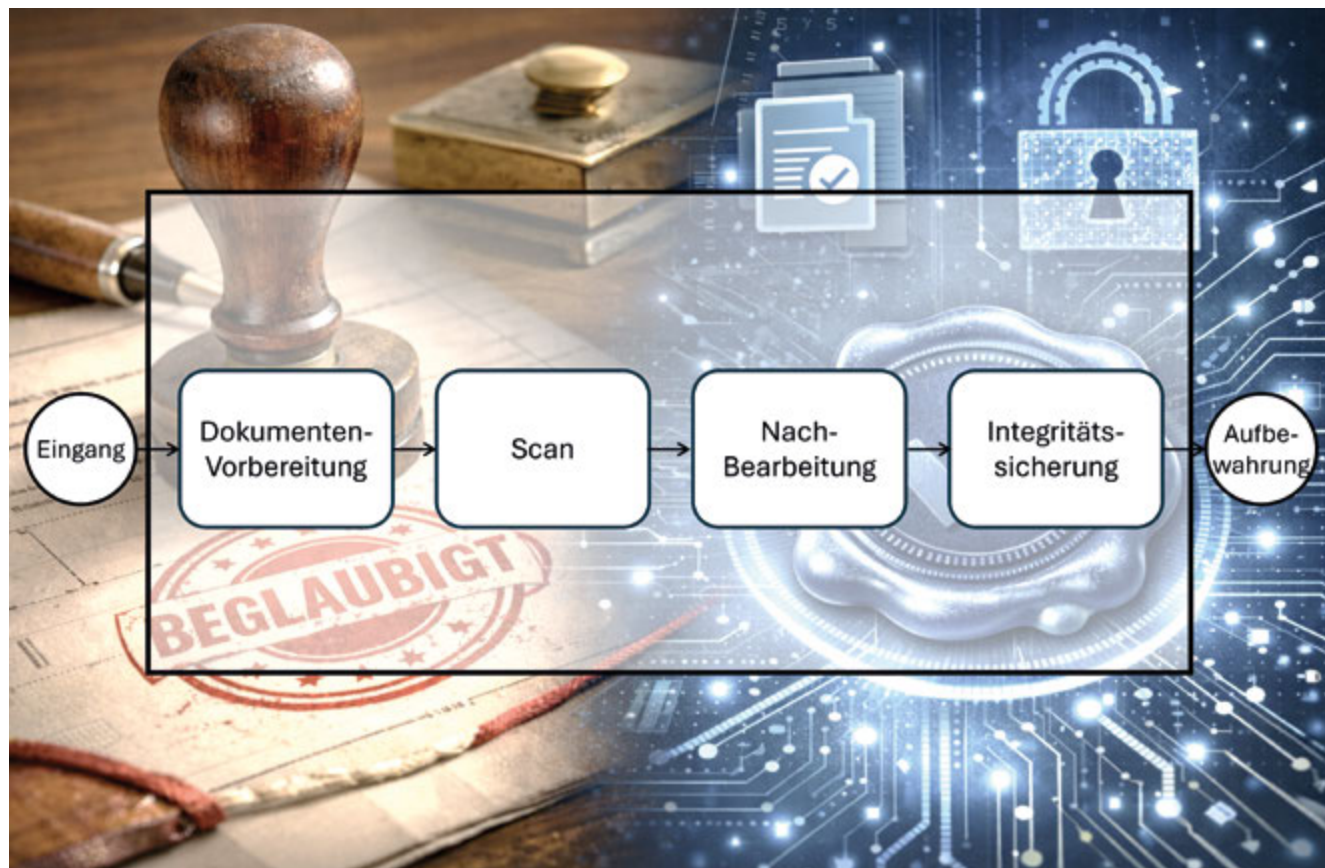 Eingang
Dokumenten-
Vorbereitung
Scan
Nach-
Bearbeitung
Integritäts-
sicherung
Aufbe-
wahrung
BEGLAUBIGT